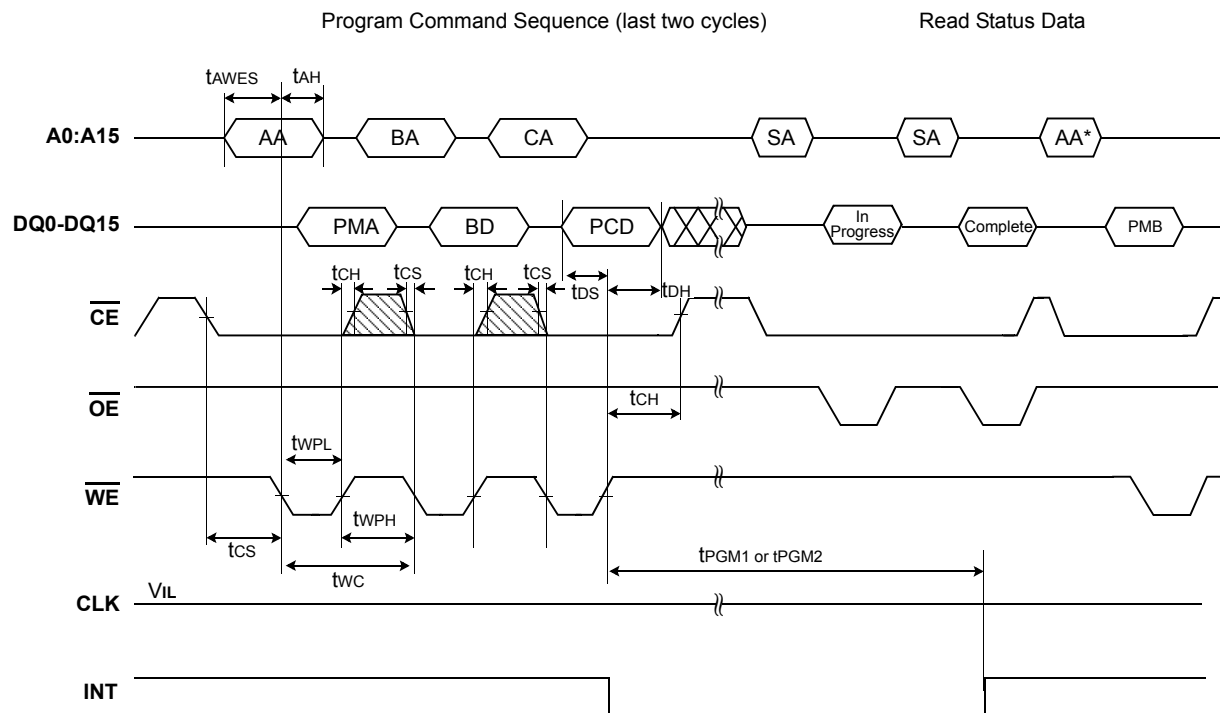 Program Command Sequence (last two cycles) Read Status Data
tAWES tAH
A0:A15 AA BA CA SA SA AA*
DQ0-DQ15 PMA BD PCD In Progress Complete PMB
tCH tCS tCH tCS tDS tDH
CE
tCH
OE
tWPL
WE
tWPH
tCS tPGM1 or tPGM2
tWC
CLK VIL
INT